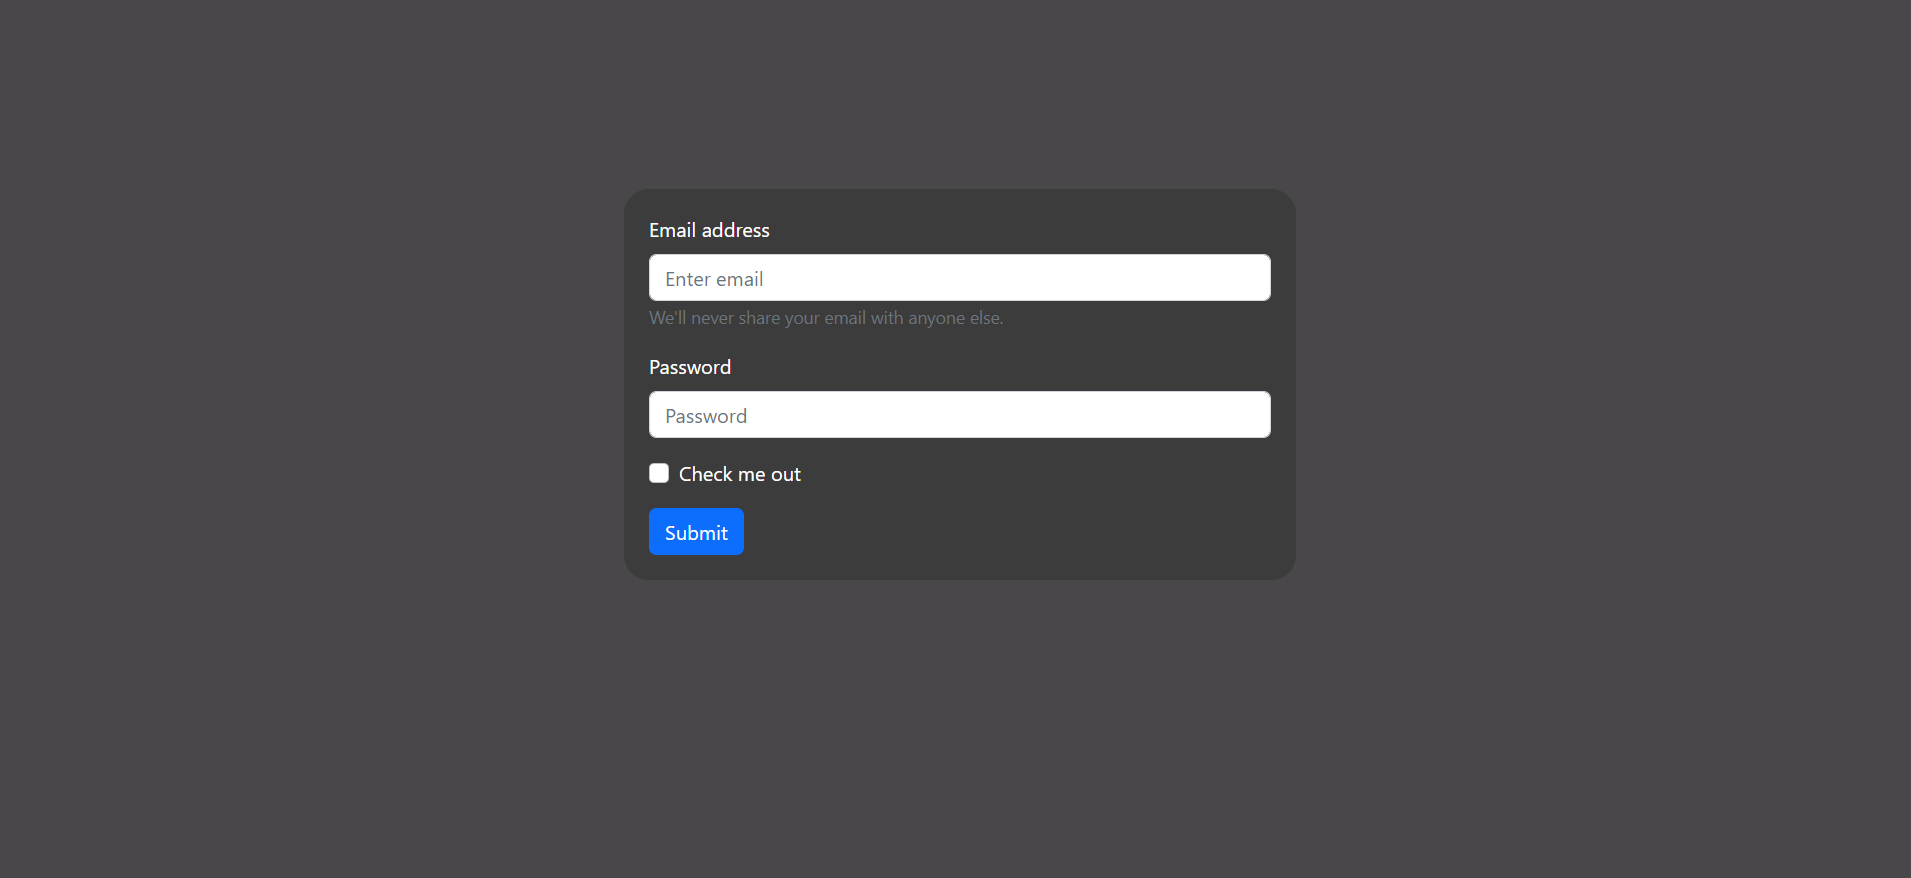 Email address
Enter email
We'll never share your email with anyone else.
Password
Password
Check me out
Submit